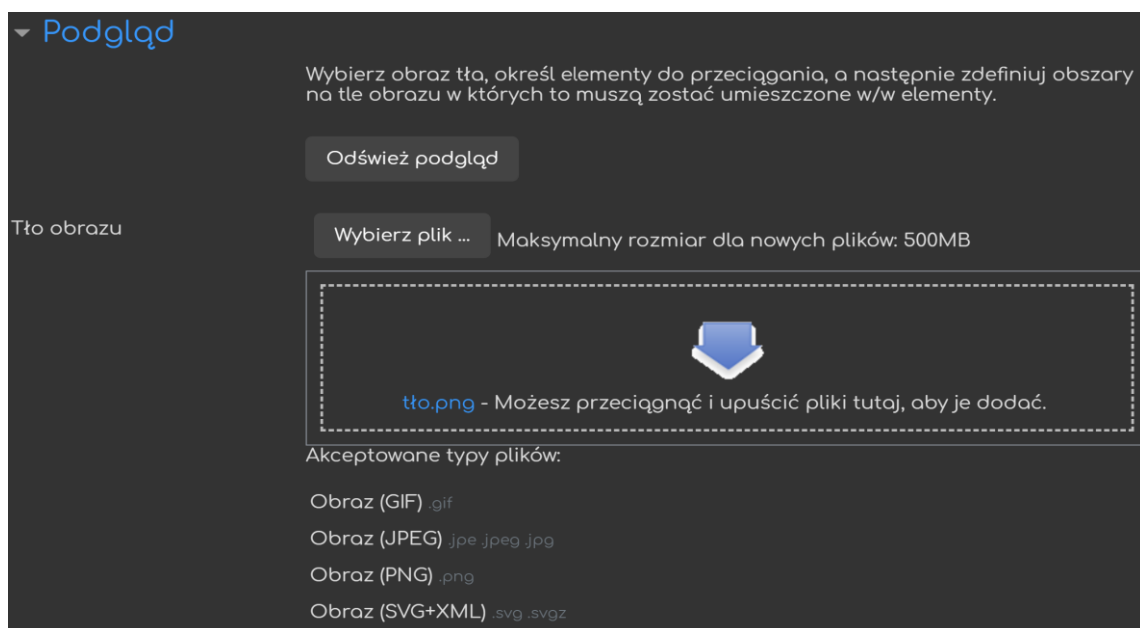 Podgląd
Wybierz obraz tła, określ elementy do przeciągania, a następnie zdefiniuj obszary
na tle obrazu w których to muszą zostać umieszczone w/w elementy.
Odśwież podgląd
Tło obrazu
Wybierz plik ... Maksymalny rozmiar dla nowych plików: 500MB
tło.png - Możesz przeciągnąć i upuścić pliki tutaj, aby je dodać.
Akceptowane typy plików:
Obraz (GIF) .gif
Obraz (JPEG) .jpe .jpeg .jpg
Obraz (PNG) .png
Obraz (SVG+XML) .svg .svgz